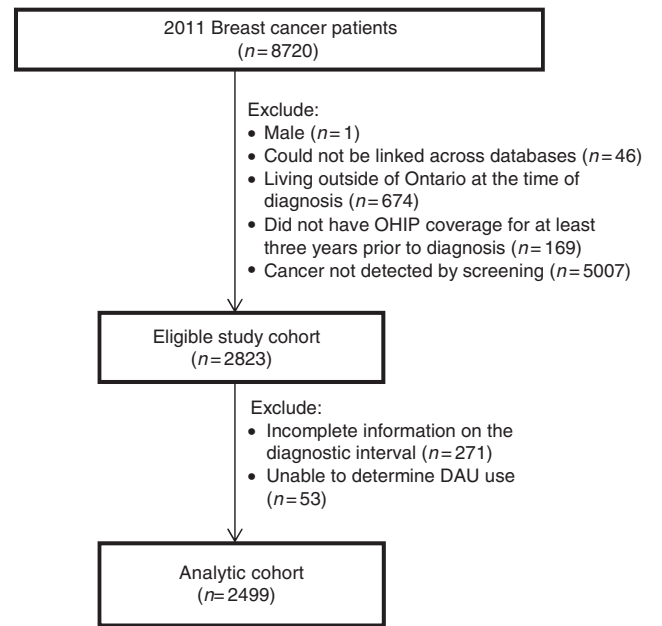 2011 Breast cancer patients
(n=8720)
Exclude:
• Male (n=1)
• Could not be linked across databases (n=46)
• Living outside of Ontario at the time of
diagnosis (n=674)
• Did not have OHIP coverage for at least
three years prior to diagnosis (n=169)
• Cancer not detected by screening (n=5007)
Eligible study cohort
(n=2823)
Exclude:
• Incomplete information on the
diagnostic interval (n=271)
• Unable to determine DAU use
(n=53)
Analytic cohort
(n=2499)